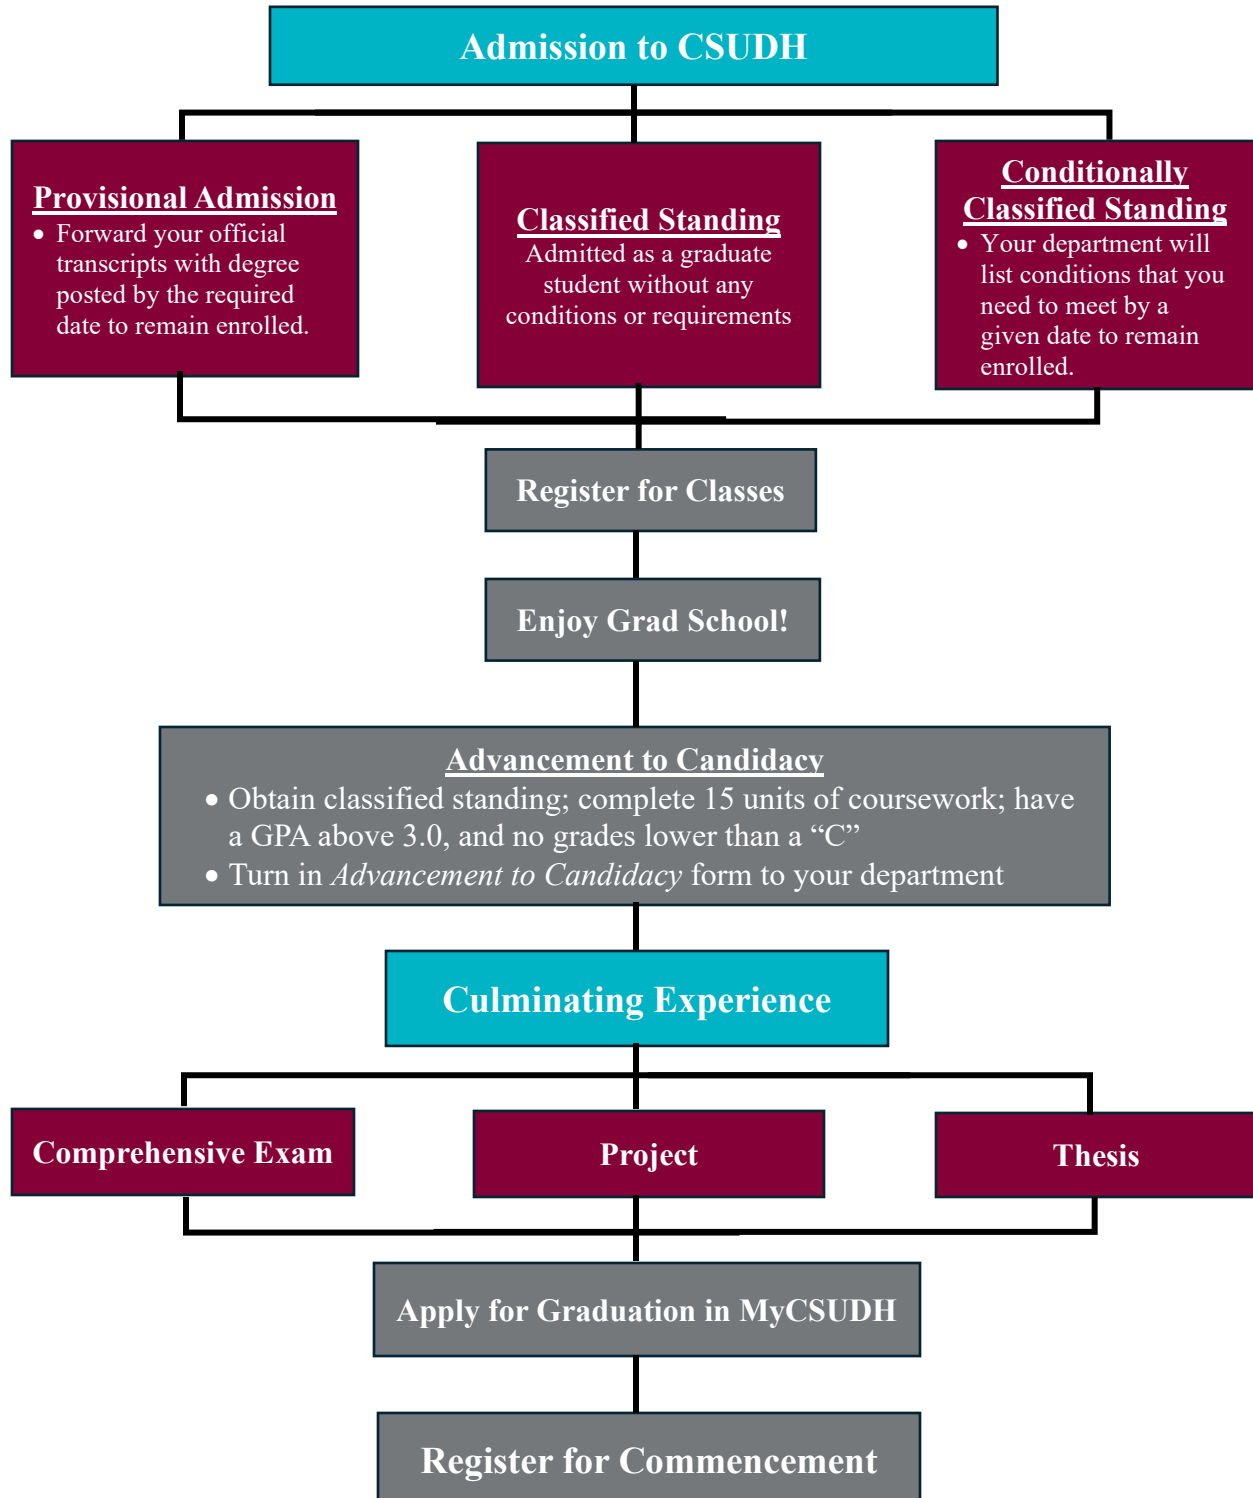 Admission to CSUDH
Provisional Admission
• Forward your official
transcripts with degree
posted by the required
date to remain enrolled.
Classified Standing
Admitted as a graduate
student without any
conditions or requirements
Conditionally
Classified Standing
• Your department will
list conditions that you
need to meet by a
given date to remain
enrolled.
Register for Classes
Enjoy Grad School!
Advancement to Candidacy
• Obtain classified standing; complete 15 units of coursework; have
a GPA above 3.0, and no grades lower than a “C”
• Turn in Advancement to Candidacy form to your department
Culminating Experience
Comprehensive Exam
Project
Thesis
Apply for Graduation in MyCSUDH
Register for Commencement